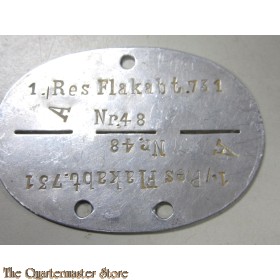 1./Res Flakabt.731
A
Nr.48
Nr.48
A
1./Res Flakabt.731
The Quartermaster Store